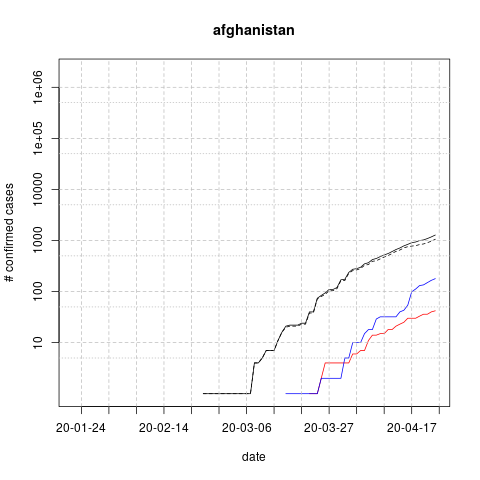 afghanistan
# confirmed cases
1e+06
1e+05
10000
1000
100
10
20-01-24
20-02-14
20-03-06
20-03-27
20-04-17
date